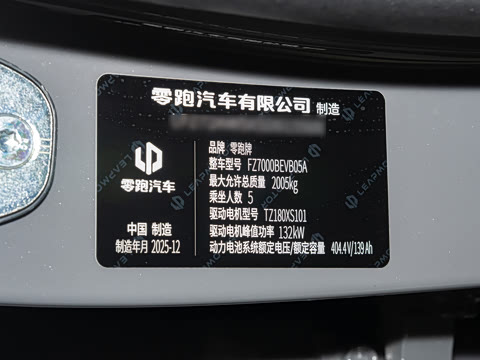 零跑汽车有限公司 制造
品牌 零跑牌
整车型号 FZ7000BEVB05A
最大允许总质量 2005kg
乘坐人数 5
驱动电机型号 TZ180XS101
驱动电机峰值功率 132kW
动力电池系统额定电压/额定容量 404.4V/139Ah
零跑汽车
中国 制造
制造年月 2025-12
LEAPMOTOR